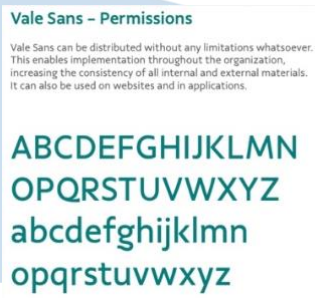 Vale Sans – Permissions
Vale Sans can be distributed without any limitations whatsoever.
This enables implementation throughout the organization,
increasing the consistency of all internal and external materials.
It can also be used on websites and in applications.
ABCDEFGHIJKLMN
OPQRSTUVWXYZ
abcdefghijklmn
opqrstuvwxyz